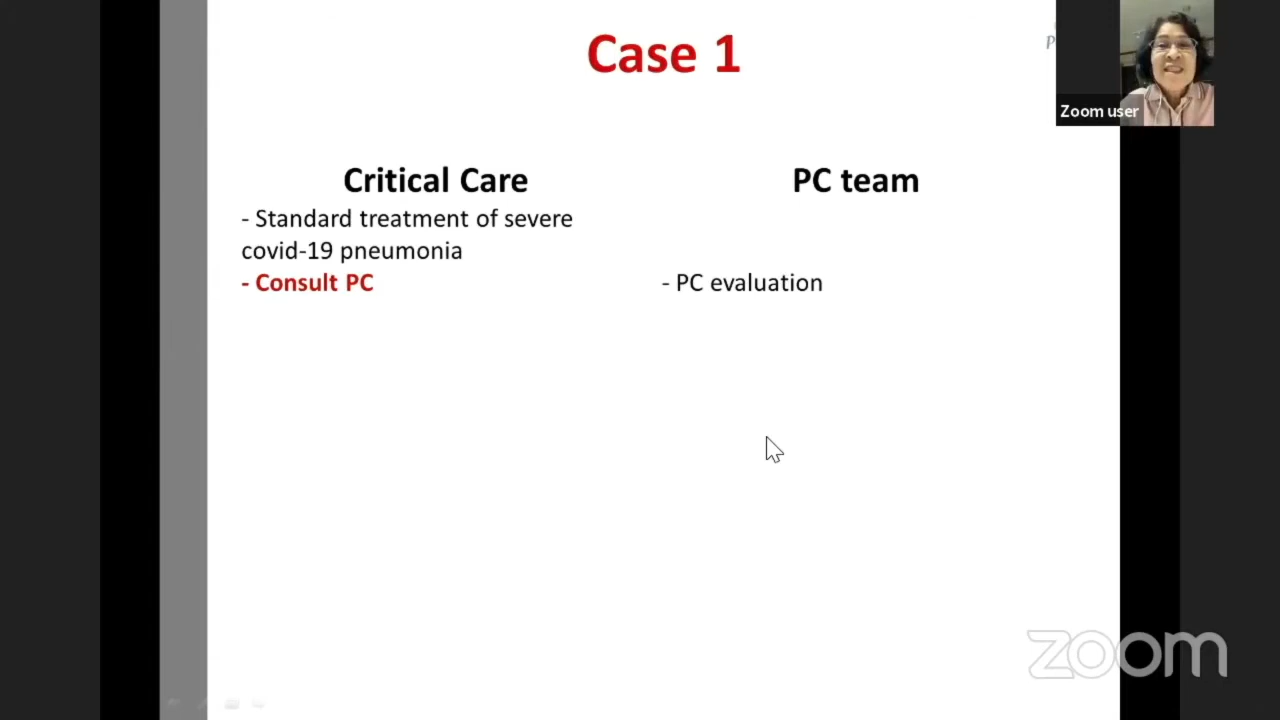 Case 1
Zoom user
Critical Care
PC team
- Standard treatment of severe
covid-19 pneumonia
- Consult PC
- PC evaluation
zoom